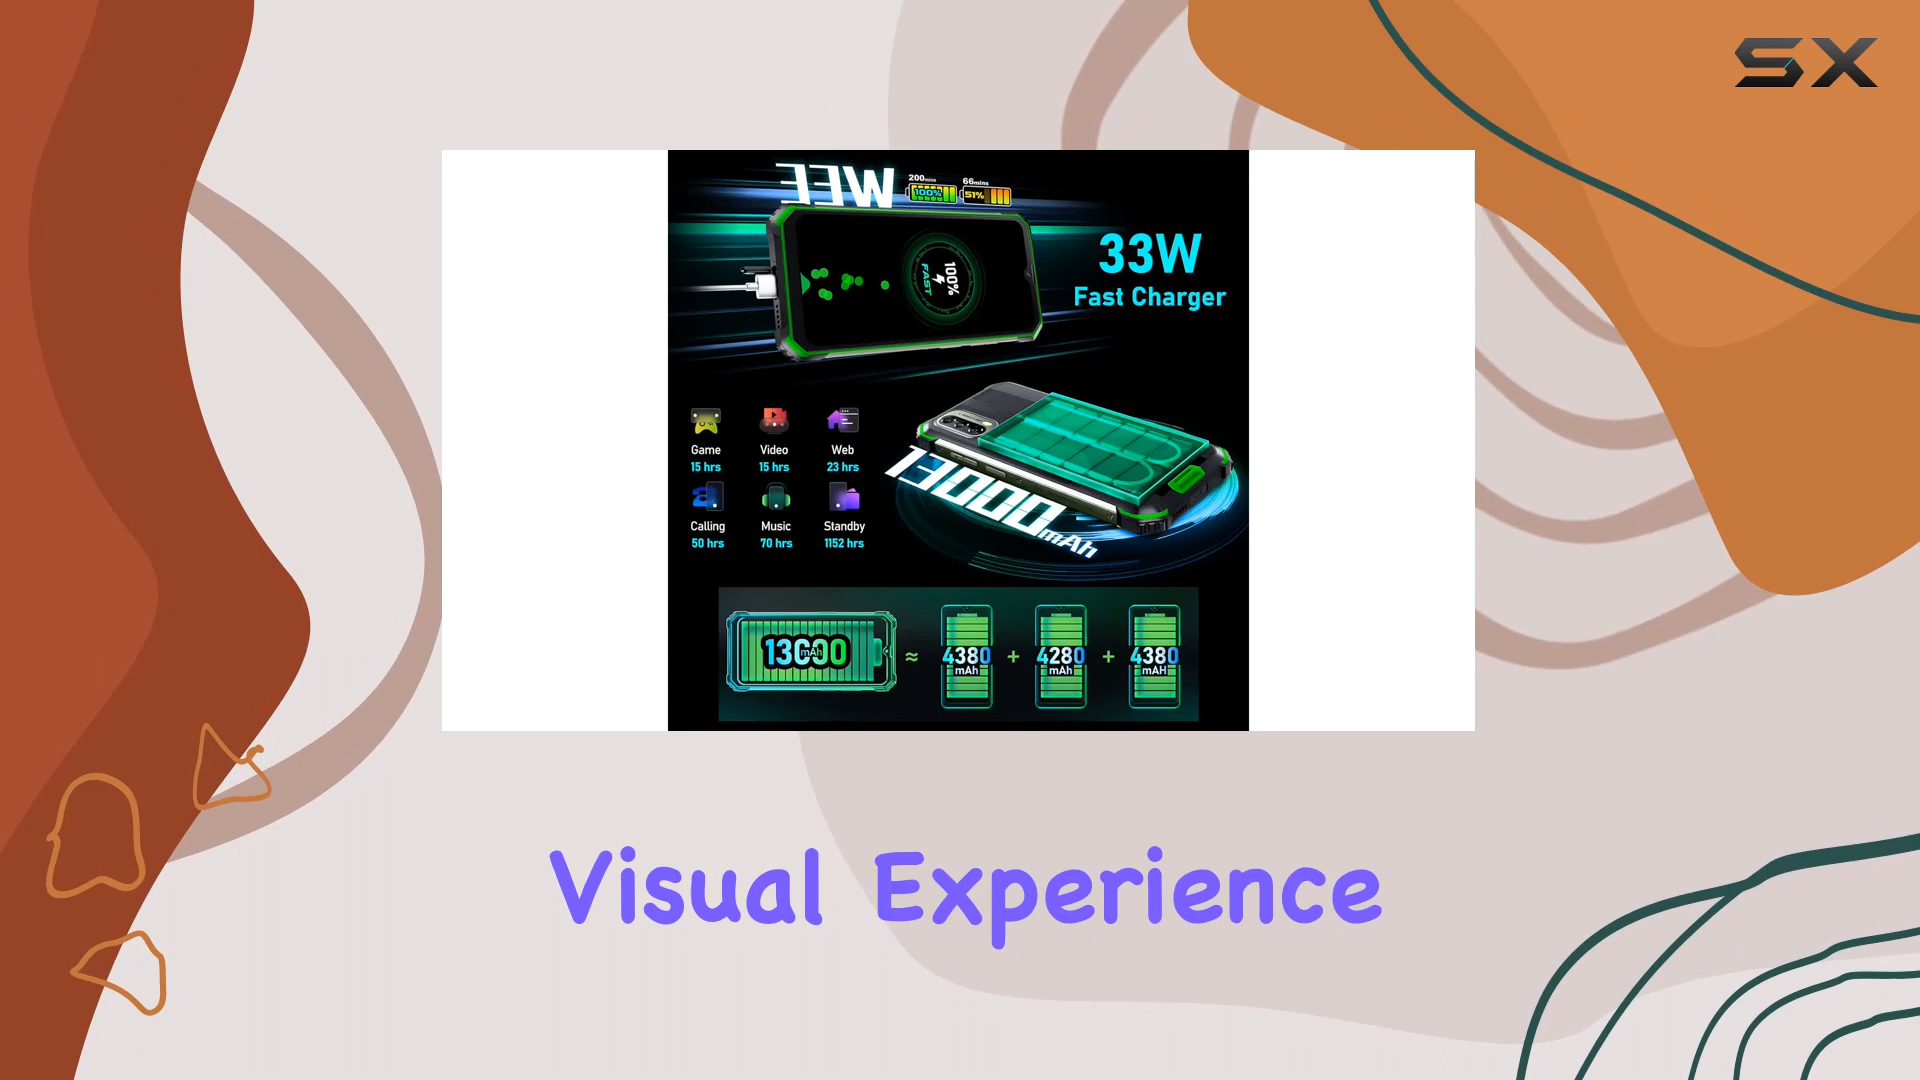 SX
33W
200mins
66mins
100%
51%
100%
FAST
33W
Fast Charger
Game
Video
Web
15 hrs
15 hrs
23 hrs
Calling
Music
Standby
50 hrs
70 hrs
1152 hrs
13000mAh
13000
mAh
≈
4380
mAh
+
4280
mAh
+
4380
mAH
Visual Experience